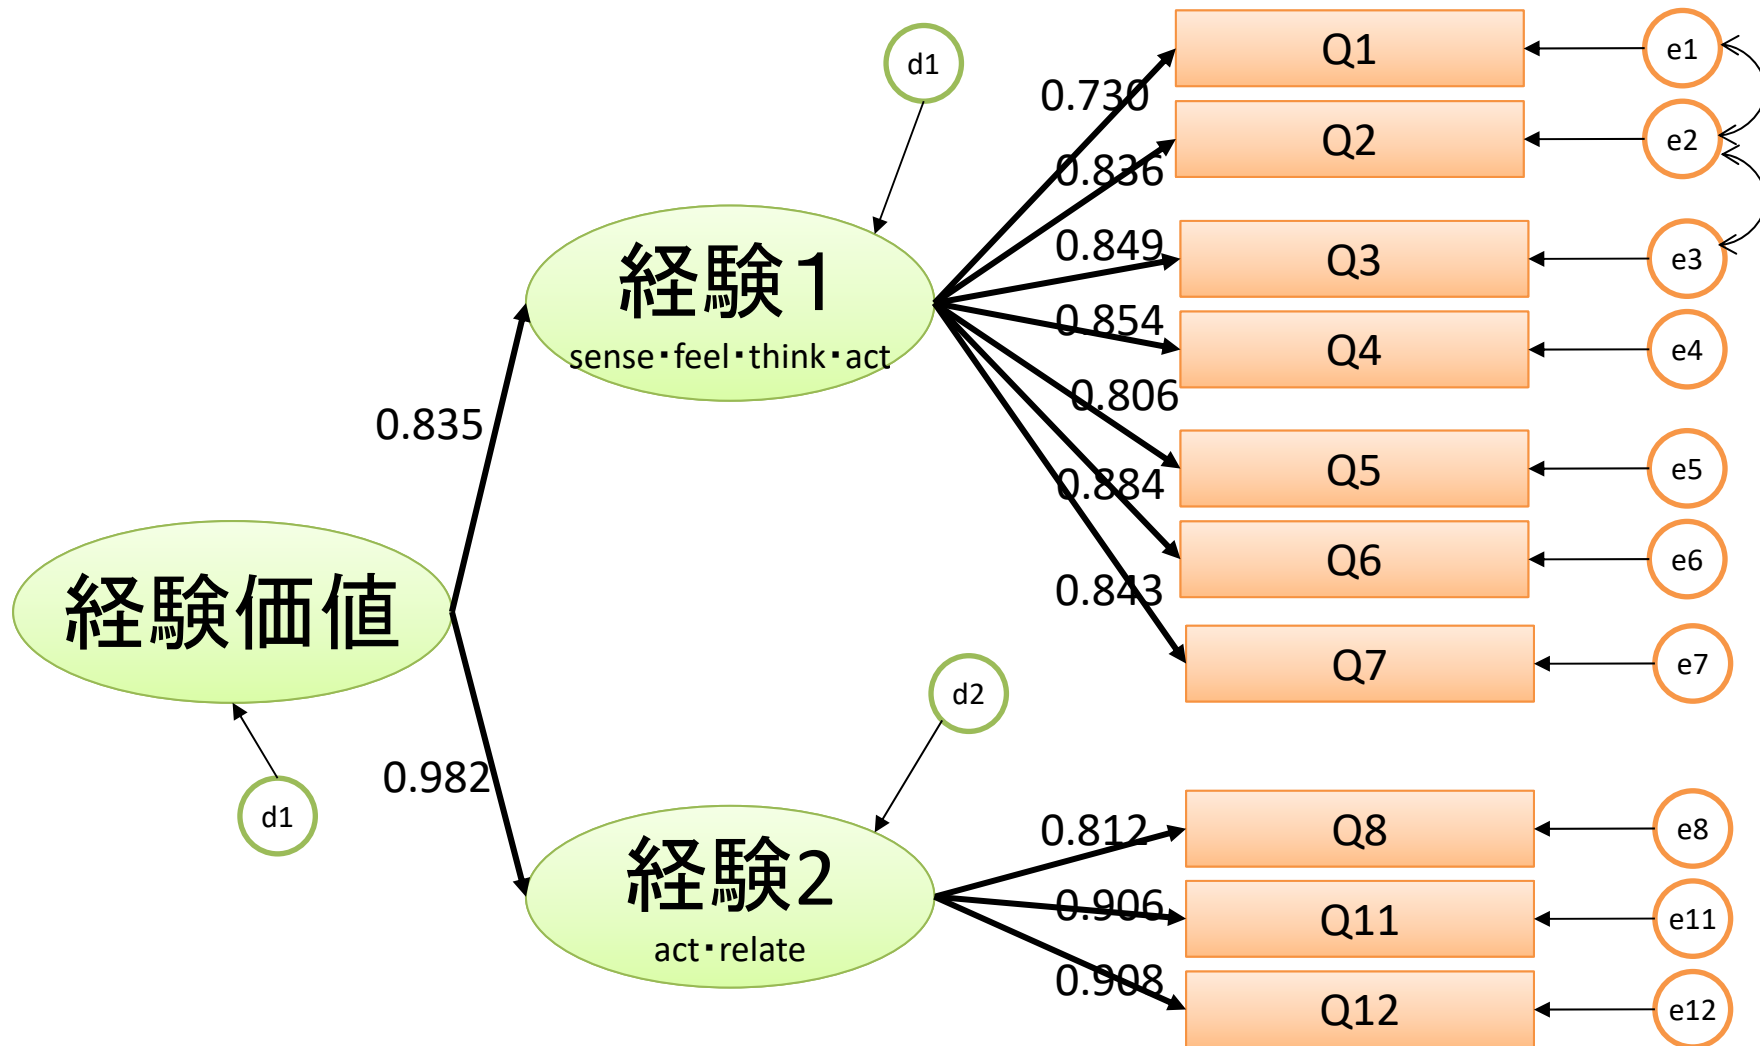 d1
Q1
e1
0.730
Q2
e2
0.836
経験1
sense･feel･think･act
0.849
Q3
e3
0.854
Q4
e4
0.835
0.806
Q5
e5
0.884
Q6
e6
経験価値
0.843
Q7
e7
d2
0.982
d1
0.812
Q8
e8
経験2
act･relate
0.906
Q11
e11
0.908
Q12
e12